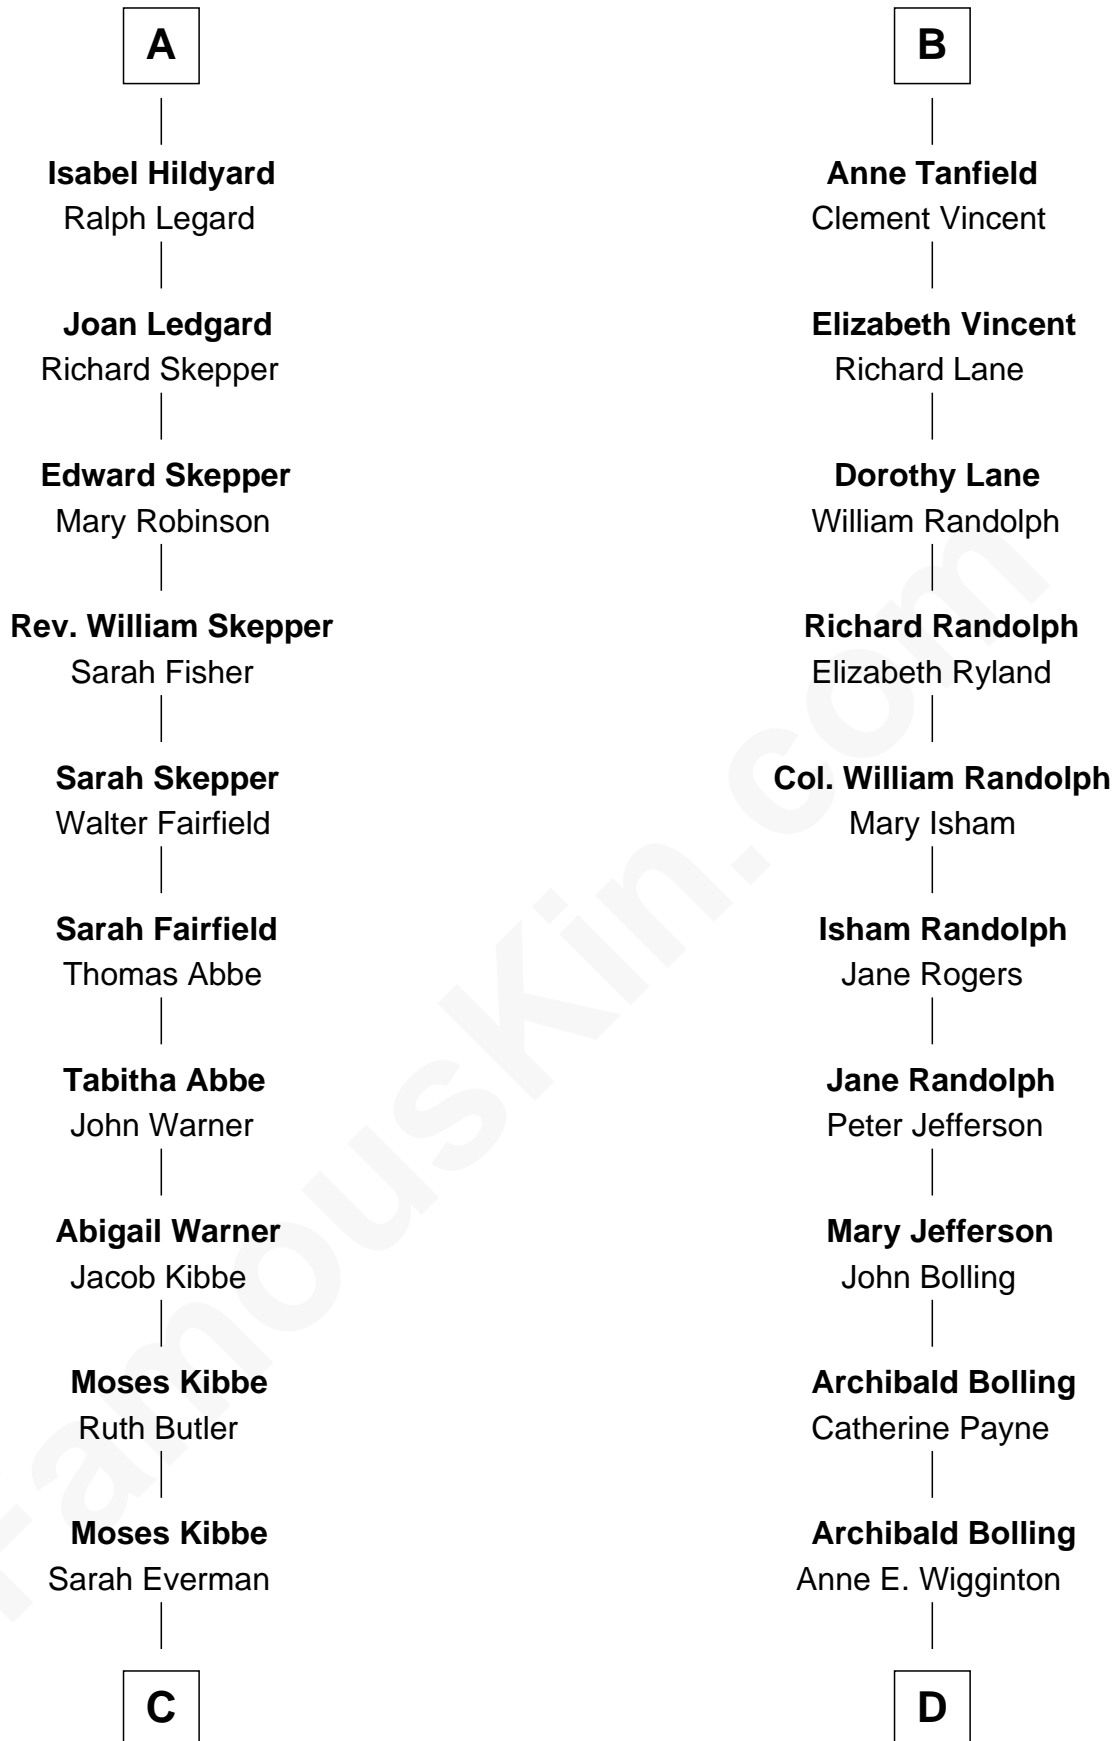 A
Isabel Hildyard
Ralph Legard
Joan Ledgard
Richard Skepper
Edward Skepper
Mary Robinson
Rev. William Skepper
Sarah Fisher
Sarah Skepper
Walter Fairfield
Sarah Fairfield
Thomas Abbe
Tabitha Abbe
John Warner
Abigail Warner
Jacob Kibbe
Moses Kibbe
Ruth Butler
Moses Kibbe
Sarah Everman
C
B
Anne Tanfield
Clement Vincent
Elizabeth Vincent
Richard Lane
Dorothy Lane
William Randolph
Richard Randolph
Elizabeth Ryland
Col. William Randolph
Mary Isham
Isham Randolph
Jane Rogers
Jane Randolph
Peter Jefferson
Mary Jefferson
John Bolling
Archibald Bolling
Catherine Payne
Archibald Bolling
Anne E. Wigginton
D
FamousKin.com